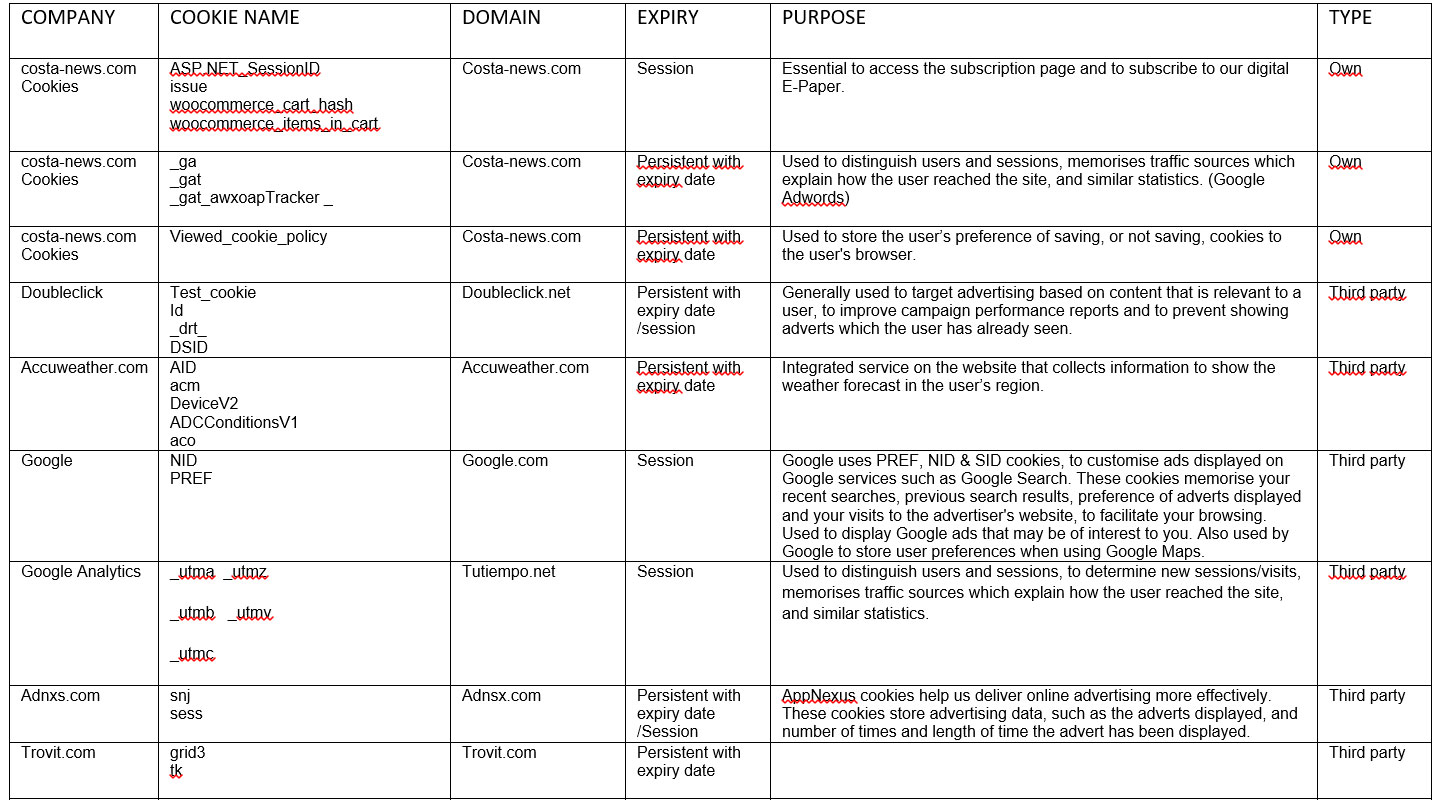 COMPANY COOKIE NAME DOMAIN EXPIRY PURPOSE TYPE
costa-news.com
Cookies
ASP.NET_SessionID
issue
woocommerce_cart_hash
woocommerce_items_in_cart
Costa-news.com
Session
Essential to access the subscription page and to subscribe to our digital
E-Paper.
Own
costa-news.com
Cookies
_ga
_gat
_gat_awxoapTracker _
Costa-news.com
Persistent with
expiry date
Used to distinguish users and sessions, memorises traffic sources which
explain how the user reached the site, and similar statistics. (Google
Adwords)
Own
costa-news.com
Cookies
Viewed_cookie_policy
Costa-news.com
Persistent with
expiry date
Used to store the user’s preference of saving, or not saving, cookies to
the user's browser.
Own
Doubleclick
Test_cookie
Id
_drt_
DSID
Doubleclick.net
Persistent with
expiry date
/session
Generally used to target advertising based on content that is relevant to a
user, to improve campaign performance reports and to prevent showing
adverts which the user has already seen.
Third party
Accuweather.com
AID
acm
DeviceV2
ADCConditionsV1
aco
Accuweather.com
Persistent with
expiry date
Integrated service on the website that collects information to show the
weather forecast in the user’s region.
Third party
Google
NID
PREF
Google.com
Session
Google uses PREF, NID & SID cookies, to customise ads displayed on
Google services such as Google Search. These cookies memorise your
recent searches, previous search results, preference of adverts displayed
and your visits to the advertiser's website, to facilitate your browsing.
Used to display Google ads that may be of interest to you. Also used by
Google to store user preferences when using Google Maps.
Third party
Google Analytics
_utma _utmz
_utmb _utmv
_utmc
Tutiempo.net
Session
Used to distinguish users and sessions, to determine new sessions/visits,
memorises traffic sources which explain how the user reached the site,
and similar statistics.
Third party
Adnxs.com
snj
sess
Adnsx.com
Persistent with
expiry date
/Session
AppNexus cookies help us deliver online advertising more effectively.
These cookies store advertising data, such as the adverts displayed, and
number of times and length of time the advert has been displayed.
Third party
Trovit.com
grid3
tk
Trovit.com
Persistent with
expiry date
Third party